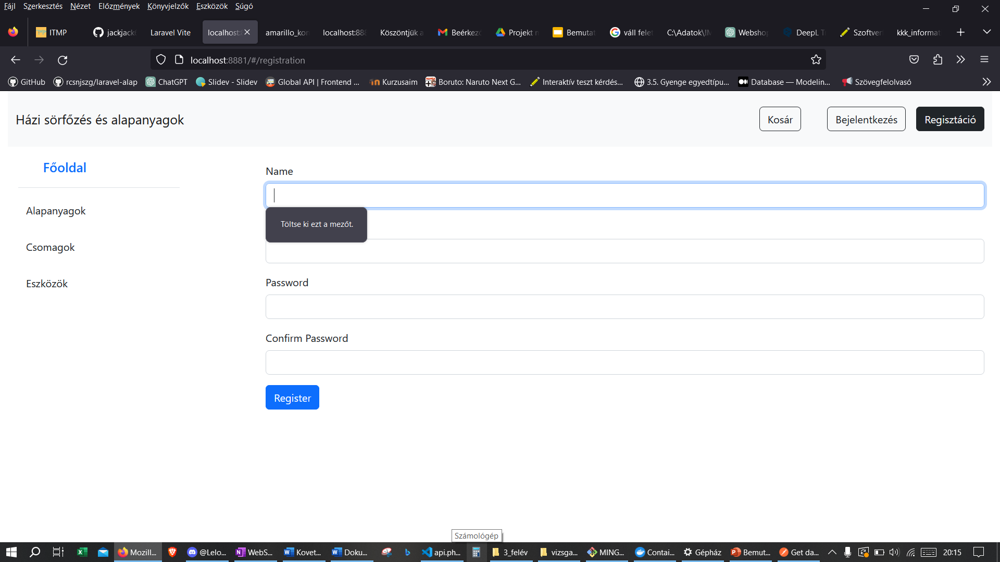 Fájl Szerkesztés Nézet Előzmények Könyvjelzők Eszközök Súgó
ITMP jackjack Laravel Vite localhost: amarillo_kon localhost:888 Köszöntjük a Beérkez Projekt Bemutat váll felet C:\Adatok\! Webshop DeepL T Szoftver kkk_informat
localhost:8881/#/registration
GitHub rcsnjszg/laravel-alap ChatGPT Slidev - Slidev Global API | Frontend ... Kurzusaim Boruto: Naruto Next G... Interaktív teszt kérdés... 3.5. Gyenge egyedtípu... Database — Modelin... Szövegfelolvasó
Házi sörfőzés és alapanyagok
Kosár Bejelentkezés Regisztáció
Főoldal
Name
Alapanyagok
Töltse ki ezt a mezőt.
Csomagok
Password
Eszközök
Confirm Password
Register
Számológép
Mozill... @Lelo... WebS... Kovet... Doku... api.ph... 3_felév vizsga... MING... Contai... Gépház Bemut... Get da... 20:15